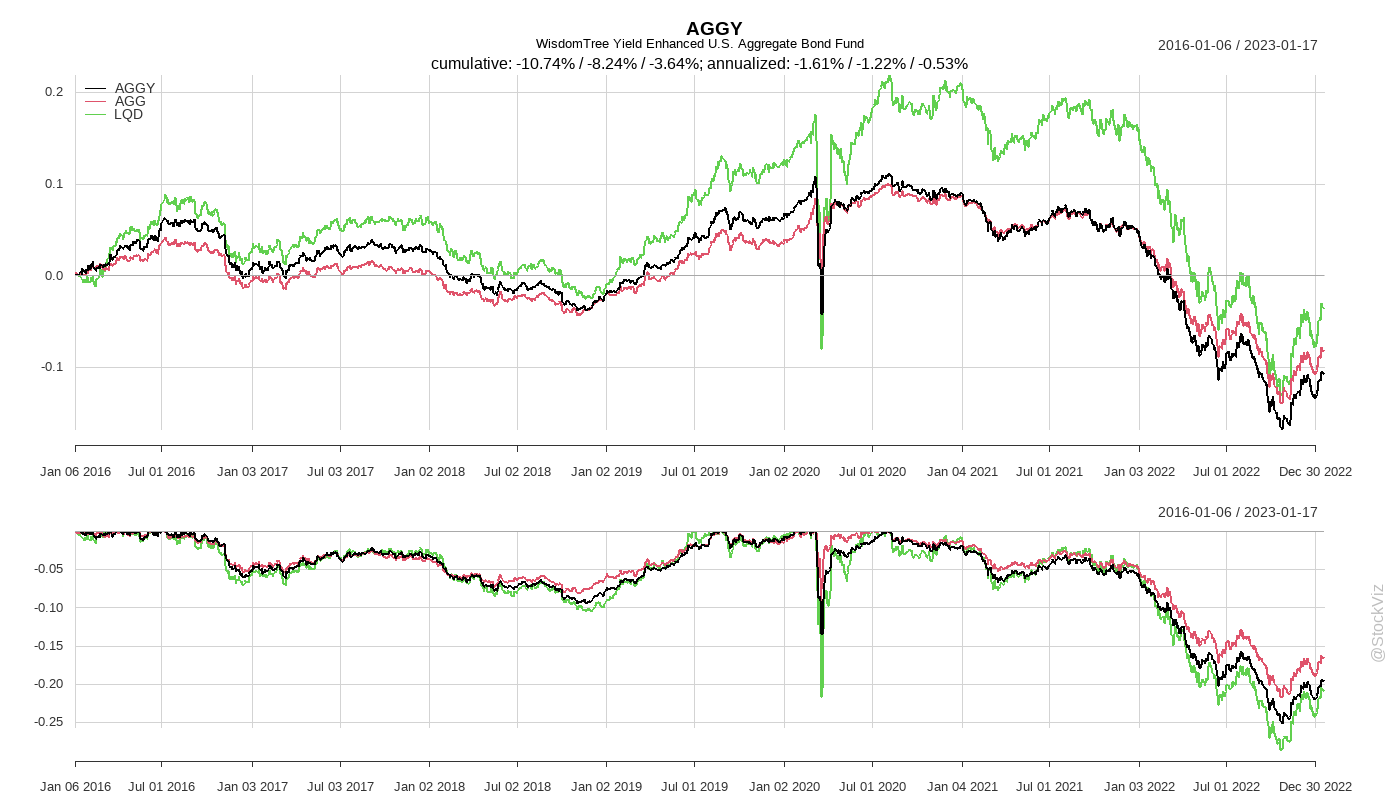 AGGY
WisdomTree Yield Enhanced U.S. Aggregate Bond Fund
2016-01-06 / 2023-01-17
cumulative: -10.74% / -8.24% / -3.64%; annualized: -1.61% / -1.22% / -0.53%
AGGY
AGG
LQD
0.2
0.1
0.0
-0.1
Jan 06 2016 Jul 01 2016 Jan 03 2017 Jul 03 2017 Jan 02 2018 Jul 02 2018 Jan 02 2019 Jul 01 2019 Jan 02 2020 Jul 01 2020 Jan 04 2021 Jul 01 2021 Jan 03 2022 Jul 01 2022 Dec 30 2022
2016-01-06 / 2023-01-17
-0.05
-0.10
-0.15
-0.20
-0.25
Jan 06 2016 Jul 01 2016 Jan 03 2017 Jul 03 2017 Jan 02 2018 Jul 02 2018 Jan 02 2019 Jul 01 2019 Jan 02 2020 Jul 01 2020 Jan 04 2021 Jul 01 2021 Jan 03 2022 Jul 01 2022 Dec 30 2022
@StockViz